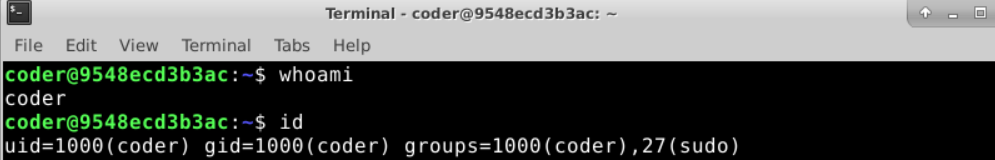 Terminal - coder@9548ecd3b3ac: ~
File Edit View Terminal Tabs Help
coder@9548ecd3b3ac:~$ whoami
coder
coder@9548ecd3b3ac:~$ id
uid=1000(coder) gid=1000(coder) groups=1000(coder),27(sudo)